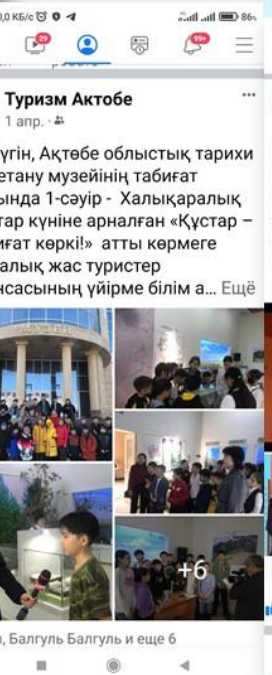 0,0 КБ/с
86
29
99+
Туризм Актобе
1 апр.
үгін, Ақтөбе облыстық тарихи
етану музейінің табиғат
ында 1-сәуір - Халықаралық
тар күніне арналған «Құстар –
иғат көркі!» атты көрмеге
алық жас туристер
нсасының үйірме білім а... Ещё
МУЗЕЙ
+6
, Балгуль Балгуль и еще 6